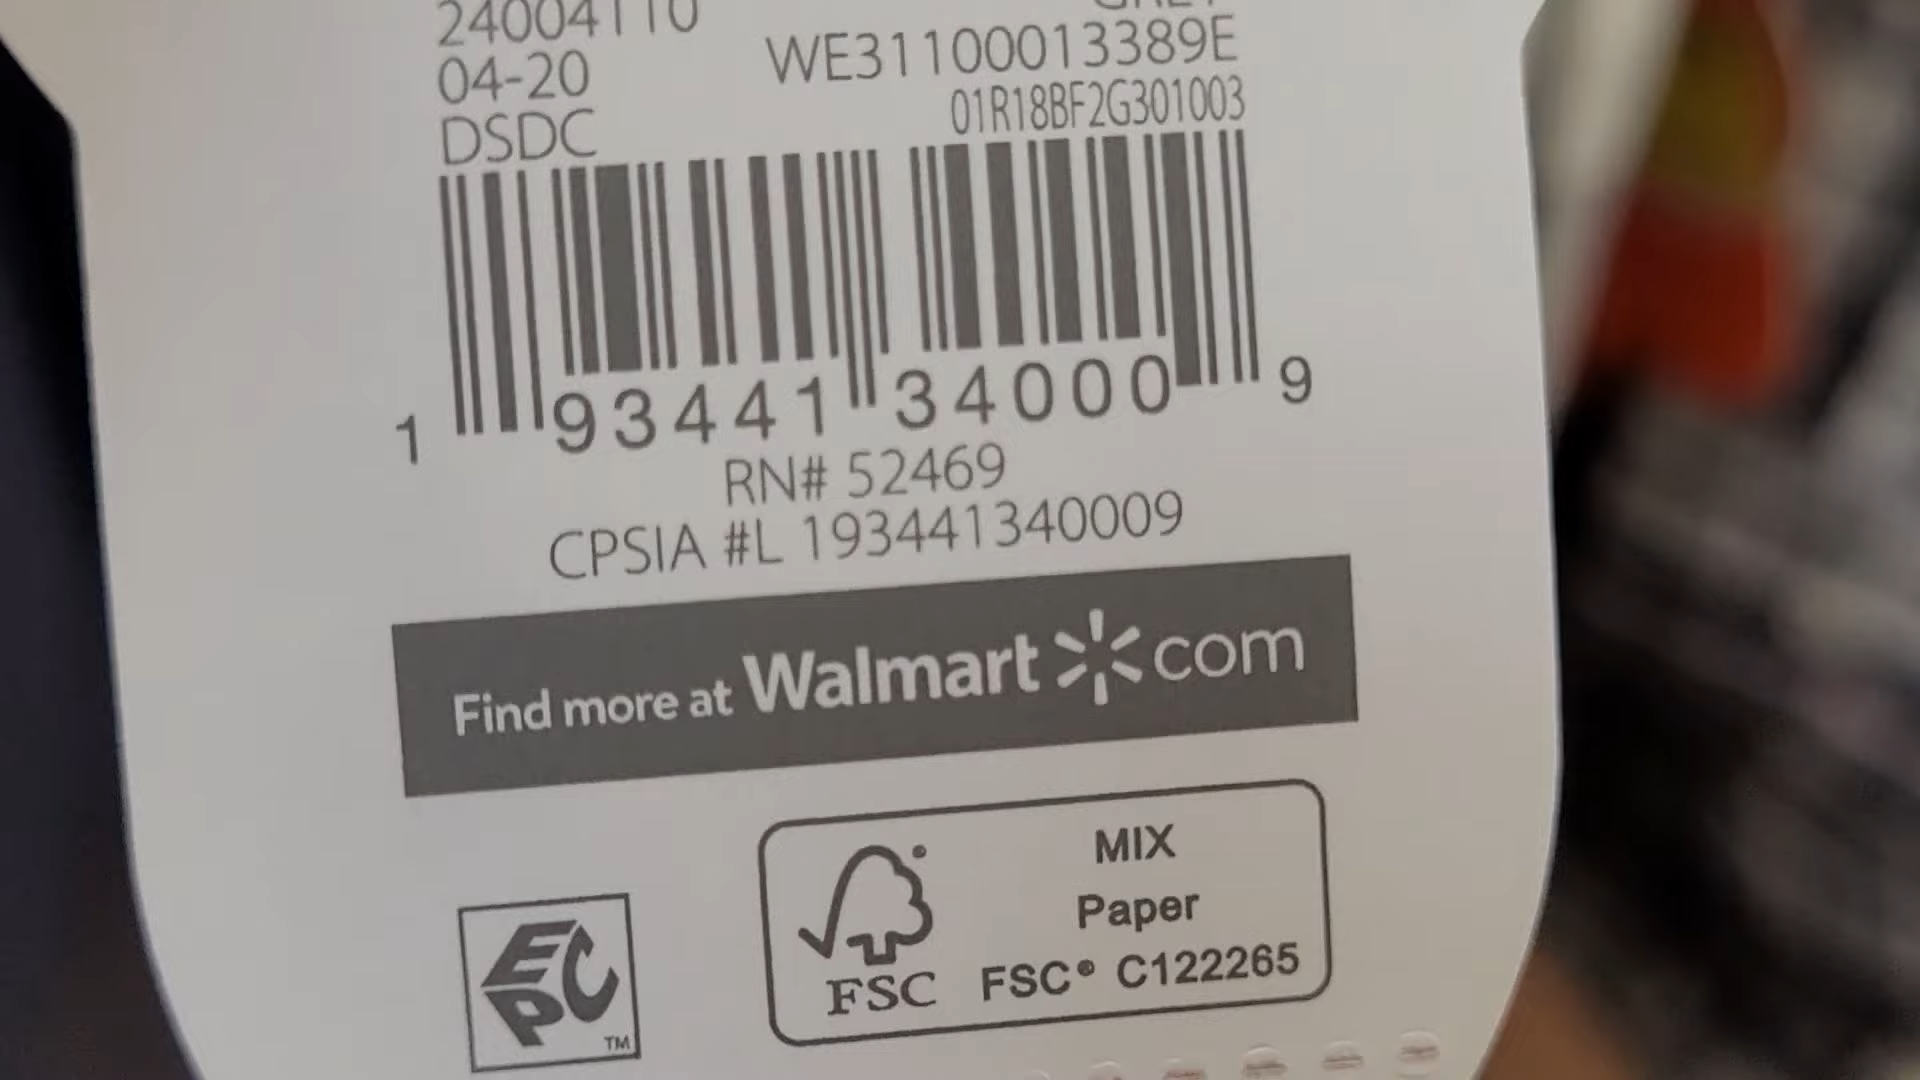 24004110
04-20
WE31100013389E
DSDC
01R18BF2G301003
1 93441 34000 9
RN# 52469
CPSIA #L 193441340009
Find more at Walmart com
EPC TM
MIX
Paper
FSC FSC® C122265